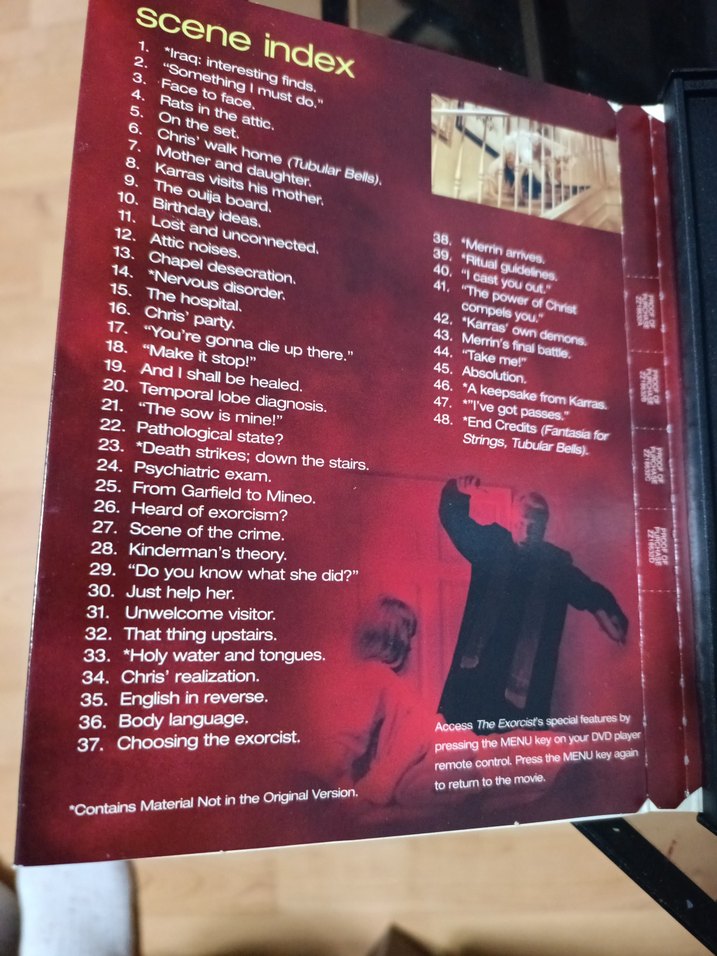 scene index
1. *Iraq: interesting finds.
2. "Something I must do."
3. Face to face.
4. Rats in the attic.
5. On the set.
6. Chris' walk home (Tubular Bells).
7. Mother and daughter.
8. Karras visits his mother.
9. The ouija board.
10. Birthday ideas.
11. Lost and unconnected.
12. Attic noises.
13. Chapel desecration.
14. *Nervous disorder.
15. The hospital.
16. Chris' party.
17. "You're gonna die up there."
18. "Make it stop!"
19. And I shall be healed.
20. Temporal lobe diagnosis.
21. "The sow is mine!"
22. Pathological state?
23. *Death strikes; down the stairs.
24. Psychiatric exam.
25. From Garfield to Mineo.
26. Heard of exorcism?
27. Scene of the crime.
28. Kinderman's theory.
29. "Do you know what she did?"
30. Just help her.
31. Unwelcome visitor.
32. That thing upstairs.
33. *Holy water and tongues.
34. Chris' realization.
35. English in reverse.
36. Body language.
37. Choosing the exorcist.
*Contains Material Not in the Original Version.
38. *Merrin arrives.
39. *Ritual guidelines.
40. "I cast you out."
41. "The power of Christ
compels you."
42. *Karras' own demons.
43. Merrin's final battle.
44. "Take me!"
45. Absolution.
46. *A keepsake from Karras.
47. *"I've got passes."
48. *End Credits (Fantasia for
Strings, Tubular Bells).
Access The Exorcist's special features by
pressing the MENU key on your DVD player
remote control. Press the MENU key again
to return to the movie.
PROOF OF
PURCHASE
PROOF OF
PURCHASE
PROOF OF
PURCHASE
PROOF OF
PURCHASE